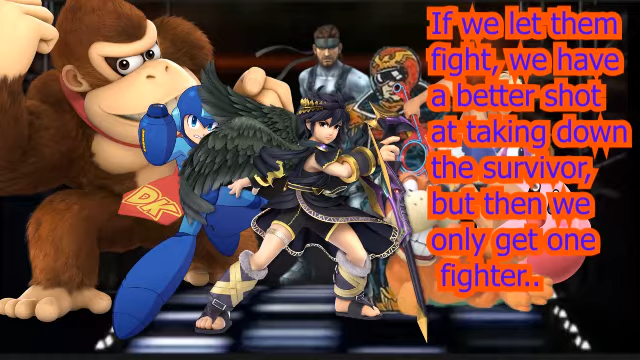 If we let them
fight, we have
a better shot
at taking down
the survivor,
but then we
only get one
fighter..
DK